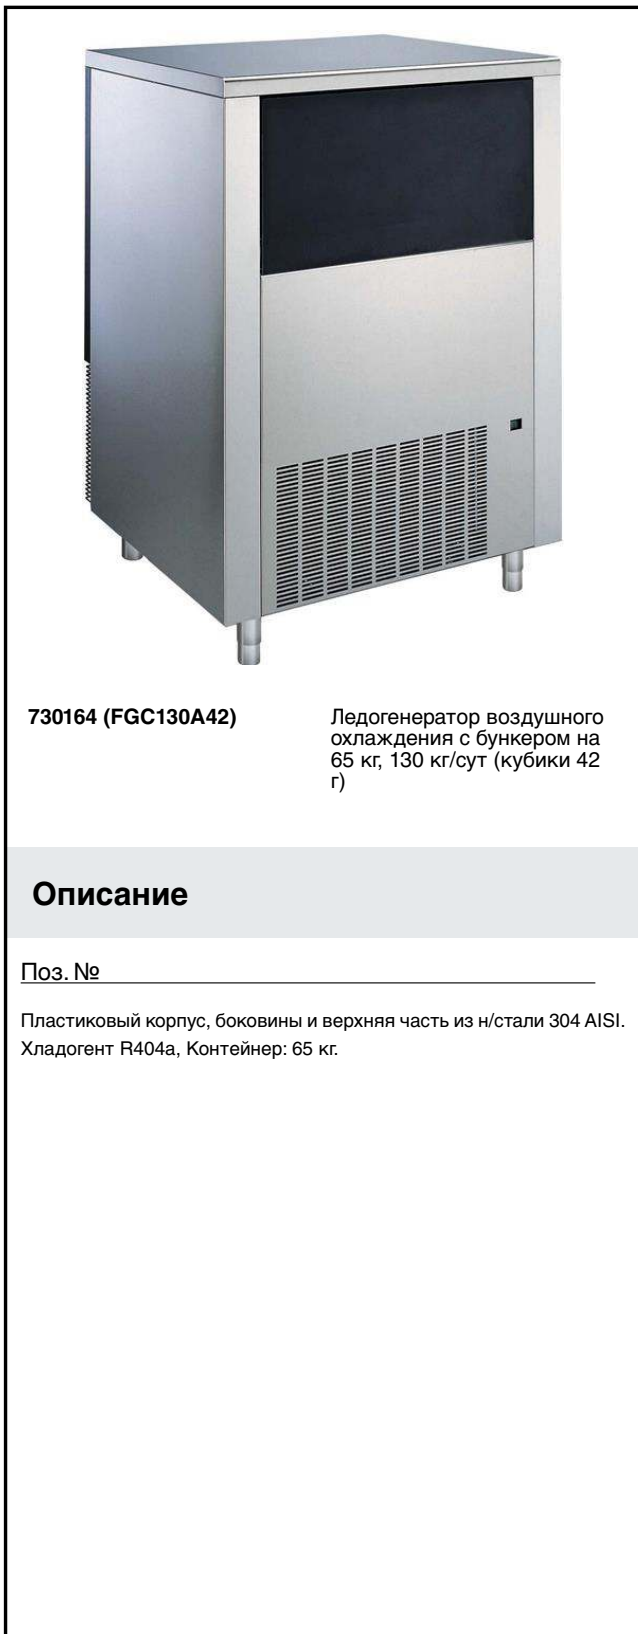 730164 (FGC130A42)
Ледогенератор воздушного
охлаждения с бункером на
65 кг, 130 кг/сут (кубики 42
г)
Описание
Поз. №
Пластиковый корпус, боковины и верхняя часть из н/стали 304 AISI.
Хладогент R404a, Контейнер: 65 кг.